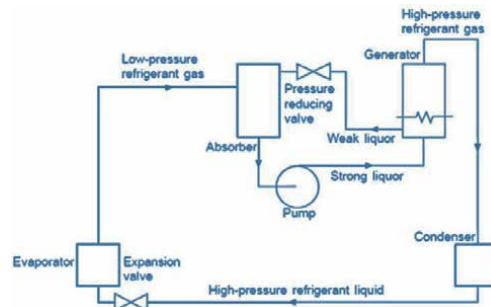 High-pressure
refrigerant gas
Generator
Low-pressure
refrigerant gas
Pressure
reducing
valve
Weak liquor
Absorber
Strong liquor
Pump
Condenser
Evaporator
Expansion
valve
High-pressure refrigerant liquid